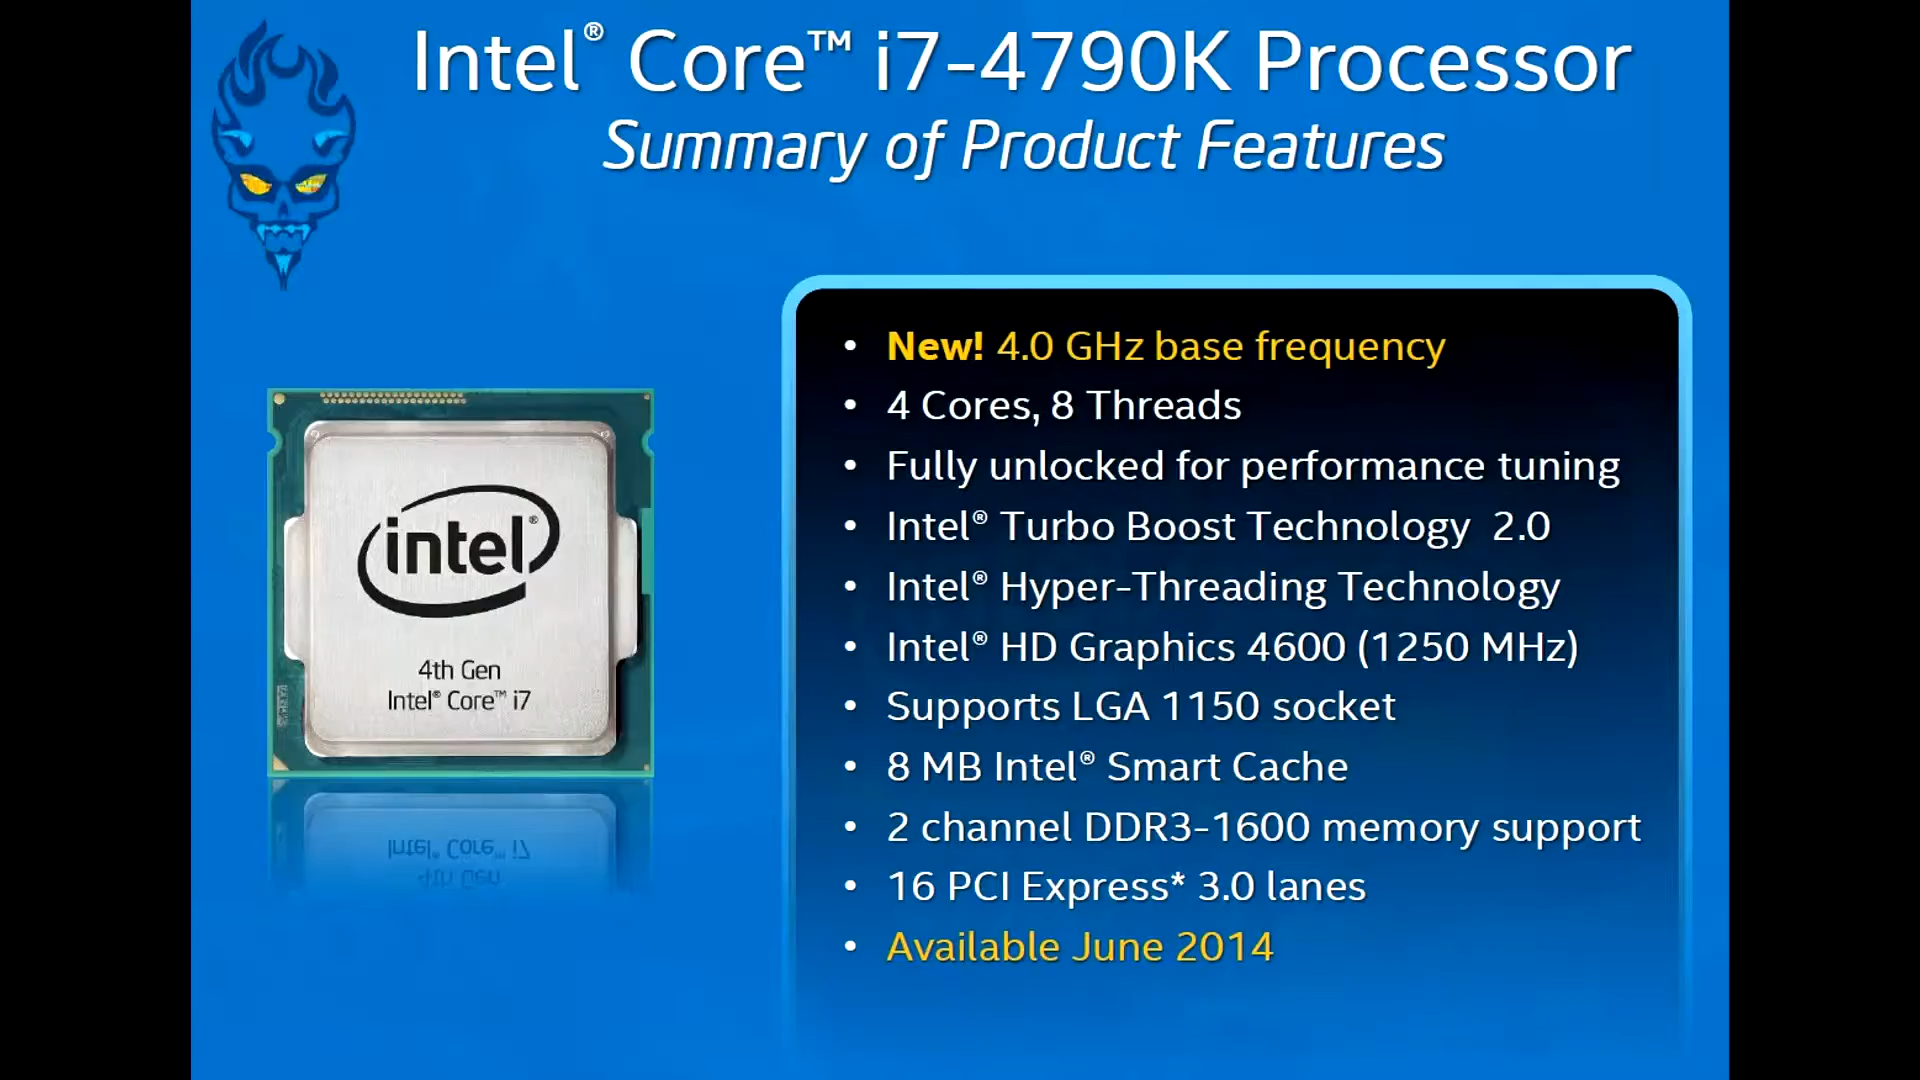 Intel® Core™ i7-4790K Processor
Summary of Product Features
intel®
4th Gen
Intel® Core™ i7
• New! 4.0 GHz base frequency
• 4 Cores, 8 Threads
• Fully unlocked for performance tuning
• Intel® Turbo Boost Technology 2.0
• Intel® Hyper-Threading Technology
• Intel® HD Graphics 4600 (1250 MHz)
• Supports LGA 1150 socket
• 8 MB Intel® Smart Cache
• 2 channel DDR3-1600 memory support
• 16 PCI Express* 3.0 lanes
• Available June 2014